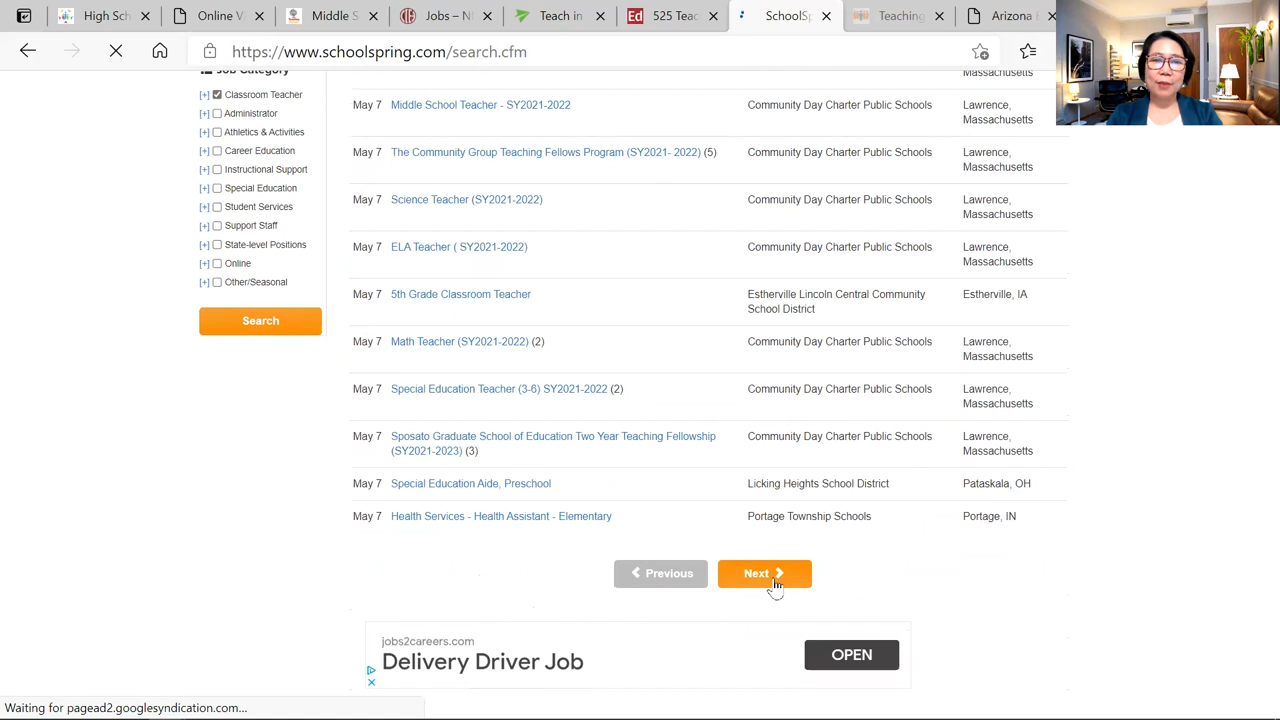 High Sch
Online V
Middle S
Jobs – N
Teach in
Ed
525 Teac
SchoolSp
Teaching
Arizona
https://www.schoolspring.com/search.cfm
Job Category
[+] Classroom Teacher
[+] Administrator
[+] Athletics & Activities
[+] Career Education
[+] Instructional Support
[+] Special Education
[+] Student Services
[+] Support Staff
[+] State-level Positions
[+] Online
[+] Other/Seasonal
Search
Massachusetts
May 7 Middle School Teacher - SY2021-2022 Community Day Charter Public Schools Lawrence,
Massachusetts
May 7 The Community Group Teaching Fellows Program (SY2021- 2022) (5) Community Day Charter Public Schools Lawrence,
Massachusetts
May 7 Science Teacher (SY2021-2022) Community Day Charter Public Schools Lawrence,
Massachusetts
May 7 ELA Teacher ( SY2021-2022) Community Day Charter Public Schools Lawrence,
Massachusetts
May 7 5th Grade Classroom Teacher Estherville Lincoln Central Community Estherville, IA
School District
May 7 Math Teacher (SY2021-2022) (2) Community Day Charter Public Schools Lawrence,
Massachusetts
May 7 Special Education Teacher (3-6) SY2021-2022 (2) Community Day Charter Public Schools Lawrence,
Massachusetts
May 7 Sposato Graduate School of Education Two Year Teaching Fellowship Community Day Charter Public Schools Lawrence,
(SY2021-2023) (3) Massachusetts
May 7 Special Education Aide, Preschool Licking Heights School District Pataskala, OH
May 7 Health Services - Health Assistant - Elementary Portage Township Schools Portage, IN
Previous
Next
jobs2careers.com
Delivery Driver Job
OPEN
Waiting for pagead2.googlesyndication.com...